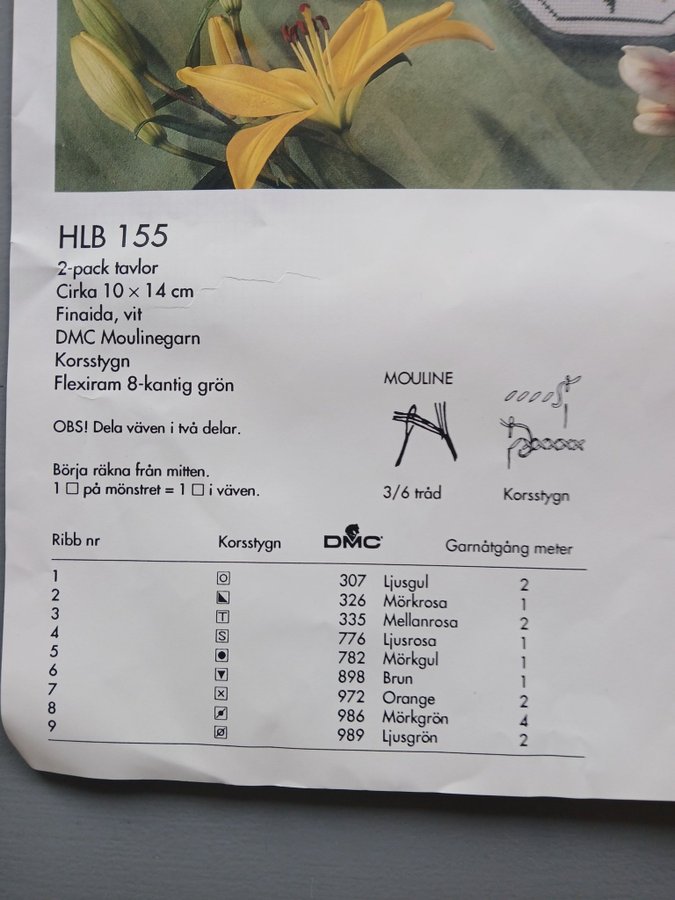 HLB 155
2-pack tavlor
Cirka 10 × 14 cm
Finaida, vit
DMC Moulinegarn
Korsstygn
Flexiram 8-kantig grön
OBS! Dela väven i två delar.
Börja räkna från mitten.
1 □ på mönstret = 1 □ i väven.
MOULINE
3/6 tråd
Korsstygn
Ribb nr Korsstygn DMC Garnåtgång meter
1 307 Ljusgul 2
2 326 Mörkrosa 1
3 T 335 Mellanrosa 2
4 S 776 Ljusrosa 1
5 782 Mörkgul 1
6 898 Brun 1
7 972 Orange 2
8 986 Mörkgrön 4
9 989 Ljusgrön 2